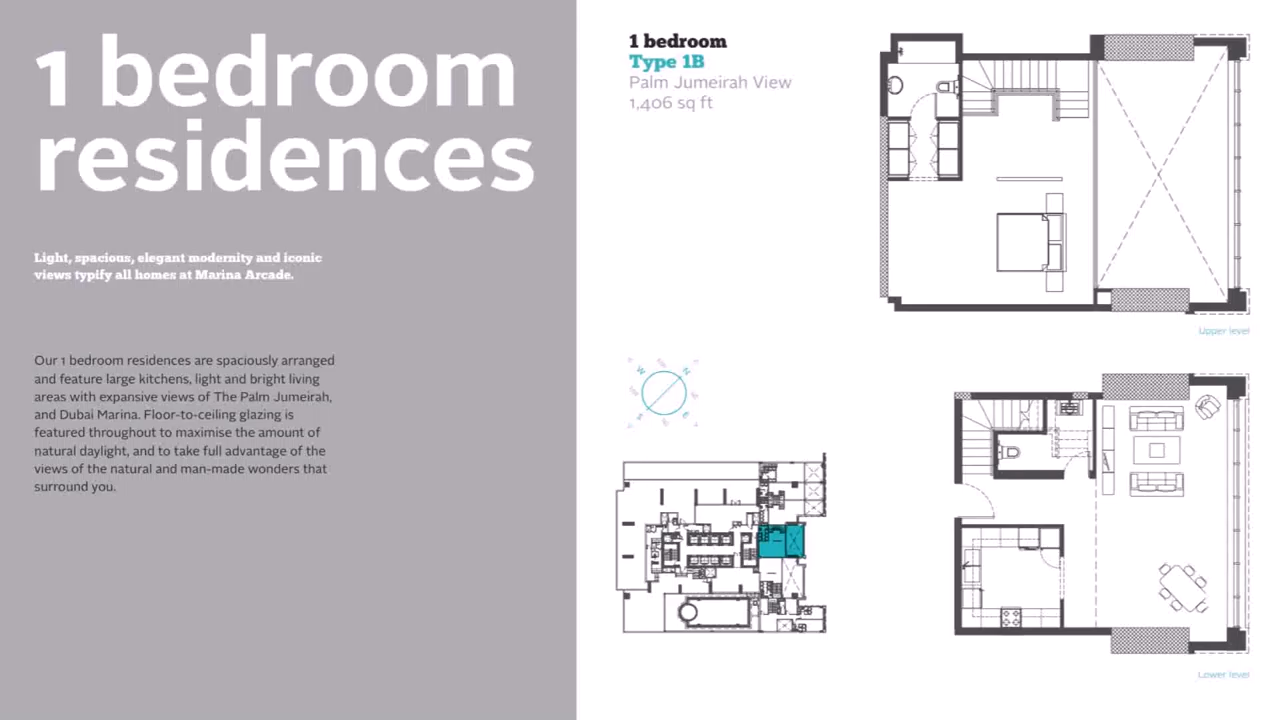 1 bedroom
residences
Light, spacious, elegant modernity and iconic
views typify all homes at Marina Arcade.
Our 1 bedroom residences are spaciously arranged
and feature large kitchens, light and bright living
areas with expansive views of The Palm Jumeirah,
and Dubai Marina. Floor-to-ceiling glazing is
featured throughout to maximise the amount of
natural daylight, and to take full advantage of the
views of the natural and man-made wonders that
surround you.
1 bedroom
Type 1B
Palm Jumeirah View
1,406 sq ft
Upper level
W
N
S
E
Lower level